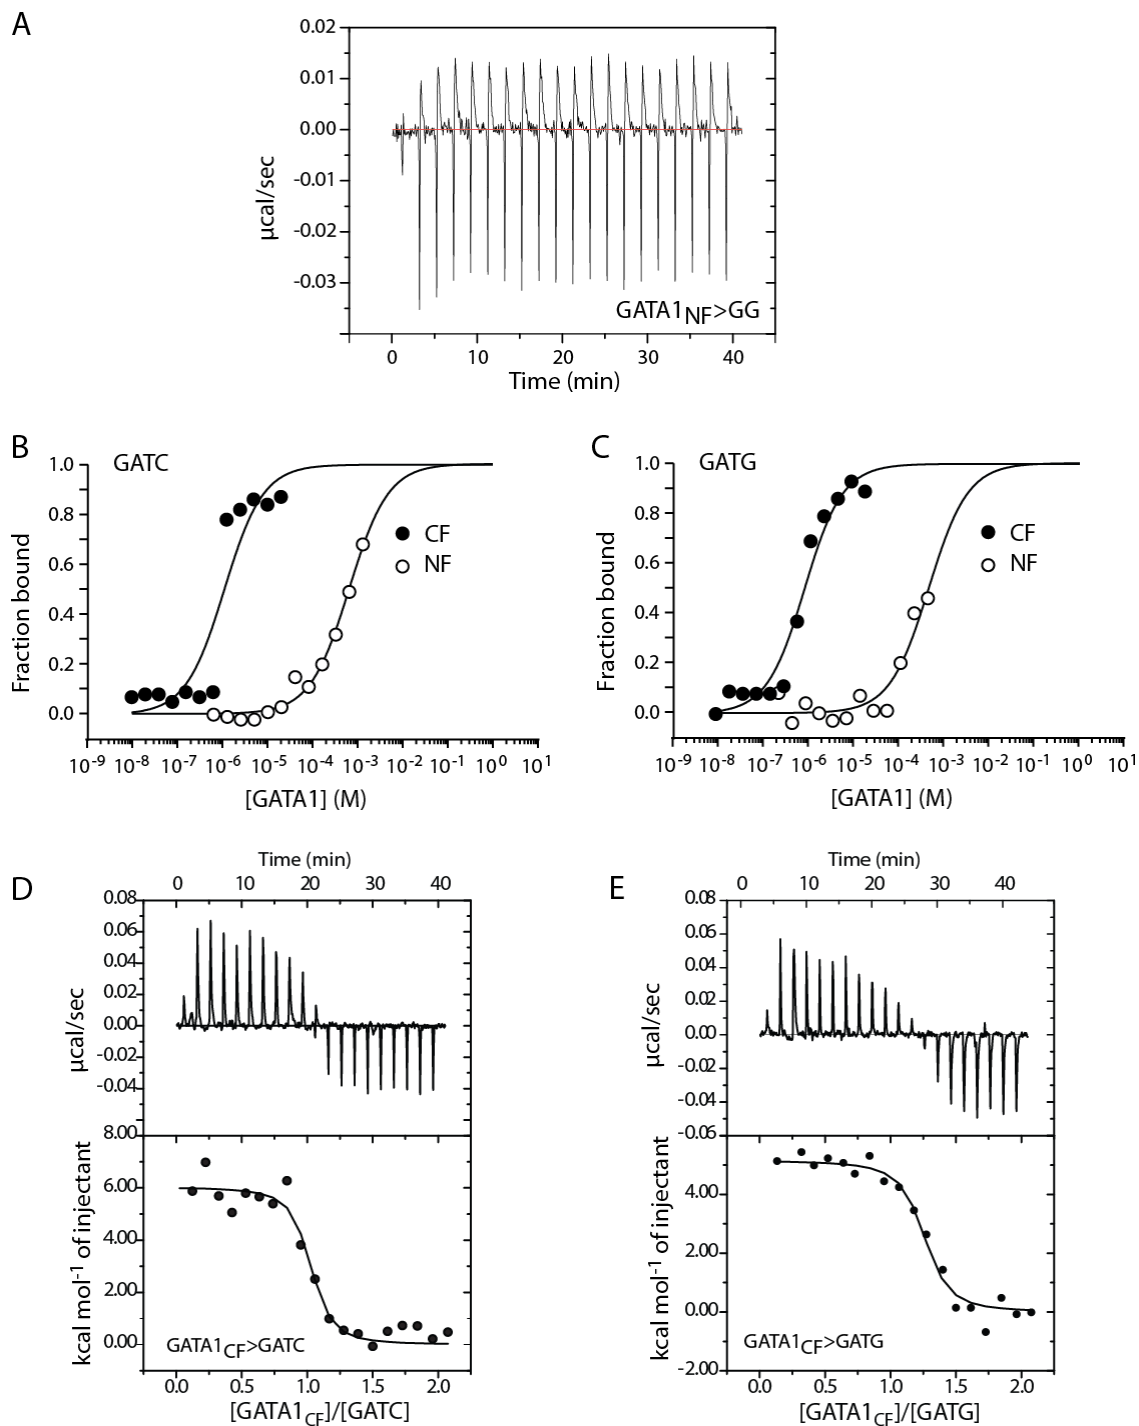 A
0.02
0.01
0.00
-0.01
-0.02
-0.03
µcal/sec
GATA1NF>GG
0 10 20 30 40
Time (min)
B
GATC
1.0
0.8
0.6
0.4
0.2
0.0
Fraction bound
CF
NF
10-9 10-8 10-7 10-6 10-5 10-4 10-3 10-2 10-1 100 101
[GATA1] (M)
C
GATG
1.0
0.8
0.6
0.4
0.2
0.0
Fraction bound
CF
NF
10-9 10-8 10-7 10-6 10-5 10-4 10-3 10-2 10-1 100 101
[GATA1] (M)
D
Time (min)
0 10 20 30 40
0.08
0.06
0.04
0.02
0.00
-0.02
-0.04
µcal/sec
8.00
6.00
4.00
2.00
0.00
kcal mol-1 of injectant
GATA1CF>GATC
0.0 0.5 1.0 1.5 2.0
[GATA1CF]/[GATC]
E
Time (min)
0 10 20 30 40
0.08
0.06
0.04
0.02
0.00
-0.02
-0.04
-0.06
µcal/sec
4.00
2.00
0.00
-2.00
kcal mol-1 of injectant
GATA1CF>GATG
0.0 0.5 1.0 1.5 2.0
[GATA1CF]/[GATG]